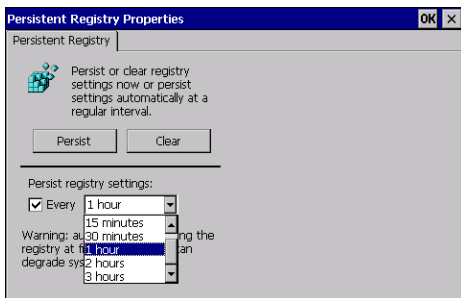 Persistent Registry Properties
OK
Persistent Registry
Persist or clear registry
settings now or persist
settings automatically at a
regular interval.
Persist
Clear
Persist registry settings:
Every
1 hour
15 minutes
30 minutes
1 hour
2 hours
3 hours
Warning: au
ng the
registry at f
an
degrade sys